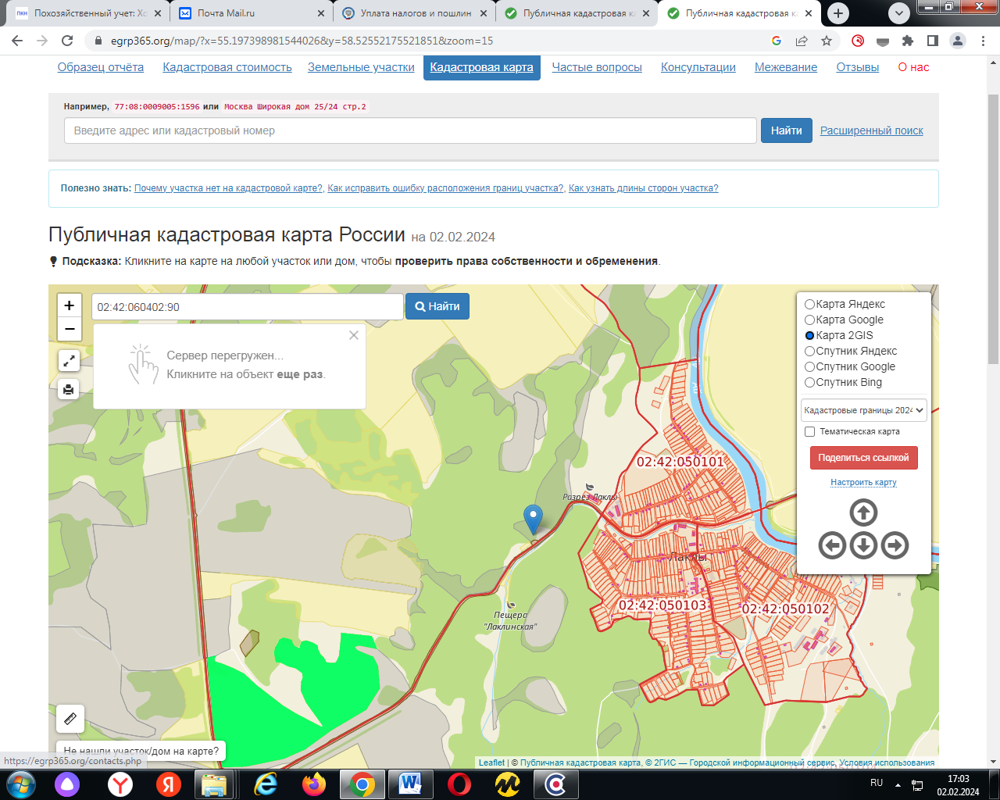 Похозяйственный учет: Хо
Почта Mail.ru
Уплата налогов и пошлин
Публичная кадастровая ка
Публичная кадастровая ка
egrp365.org/map/?x=55.197398981544026&y=58.52552175521851&zoom=15
Образец отчёта
Кадастровая стоимость
Земельные участки
Кадастровая карта
Частые вопросы
Консультации
Межевание
Отзывы
О нас
Например, 77:08:0009005:1596 или Москва Широкая дом 25/24 стр.2
Введите адрес или кадастровый номер
Найти
Расширенный поиск
Полезно знать: Почему участка нет на кадастровой карте?, Как исправить ошибку расположения границ участка?, Как узнать длины сторон участка?
Публичная кадастровая карта России на 02.02.2024
Подсказка: Кликните на карте на любой участок или дом, чтобы проверить права собственности и обременения.
+
−
02:42:060402:90
Найти
×
Сервер перегружен...
Кликните на объект еще раз.
Карта Яндекс
Карта Google
Карта 2GIS
Спутник Яндекс
Спутник Google
Спутник Bing
Кадастровые границы 2024
Тематическая карта
Поделиться ссылкой
Настроить карту
02:42:050101
Разрез Лаклы
Лаклы
02:42:050103
02:42:050102
Пещера
"Лаклинская"
Не нашли участок/дом на карте?
https://egrp365.org/contacts.php
Leaflet | © Публичная кадастровая карта, © 2ГИС — Городской информационный сервис, Условия использования
RU
17:03
02.02.2024